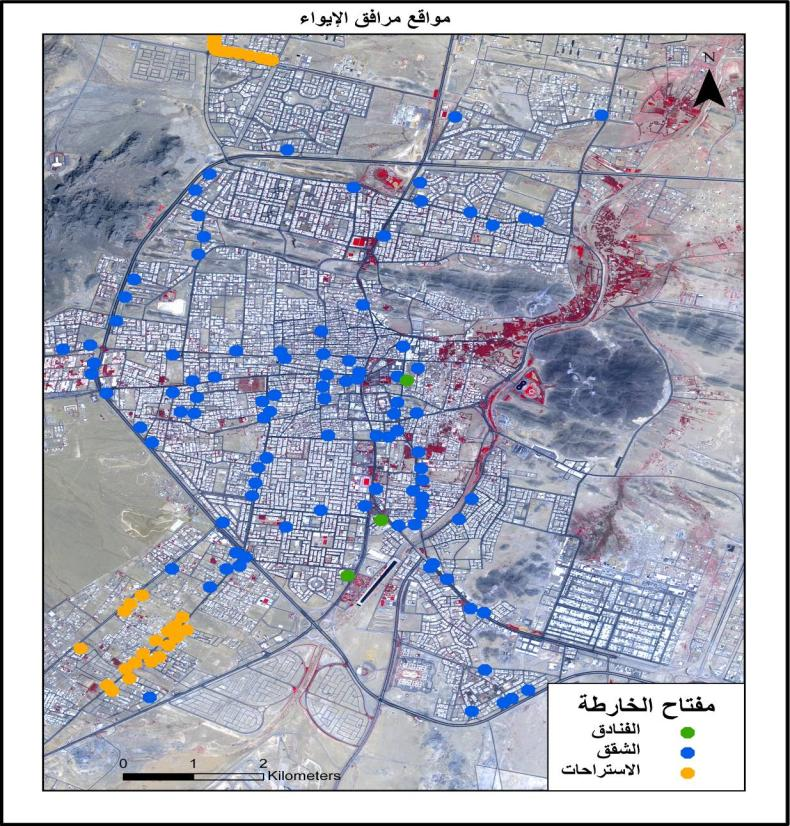 مواقع مرافق الإيواء
N
مفتاح الخارطة
الفنادق
الشقق
الاستراحات
0 1 2
Kilometers